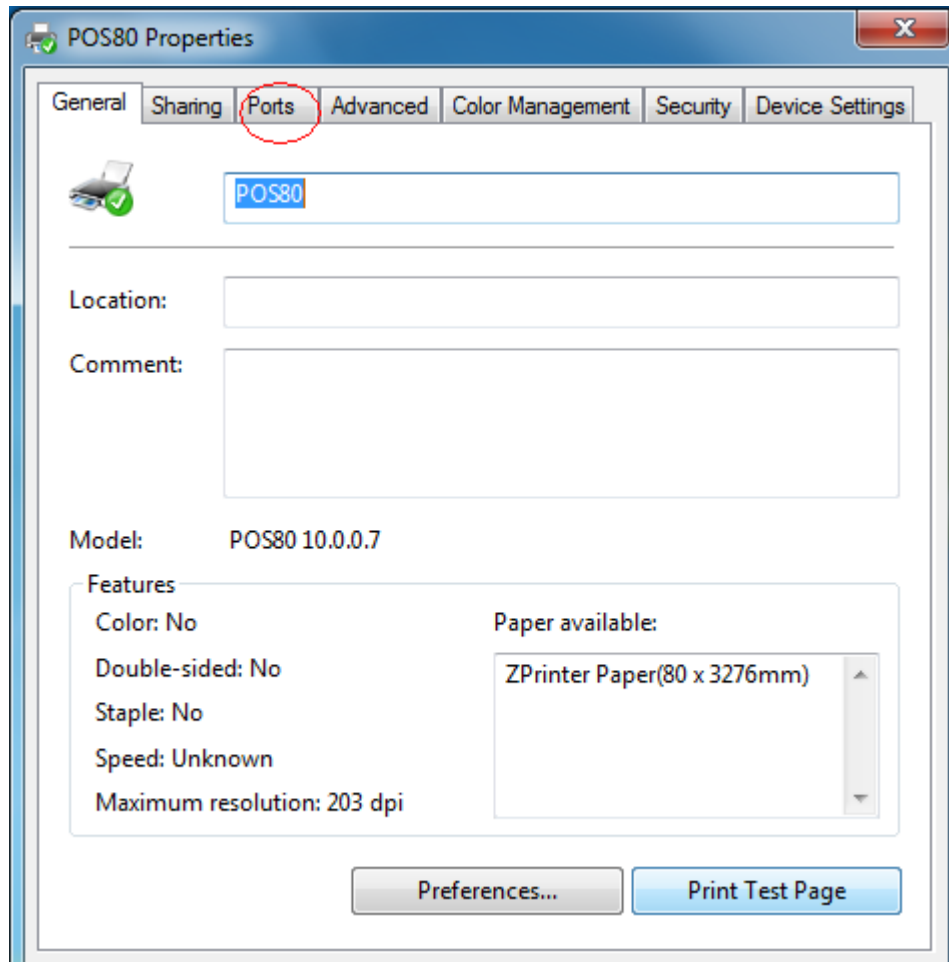 POS80 Properties
General Sharing Ports Advanced Color Management Security Device Settings
POS80
Location:
Comment:
Model: POS80 10.0.0.7
Features
Color: No
Paper available:
Double-sided: No
ZPrinter Paper(80 x 3276mm)
Staple: No
Speed: Unknown
Maximum resolution: 203 dpi
Preferences... Print Test Page